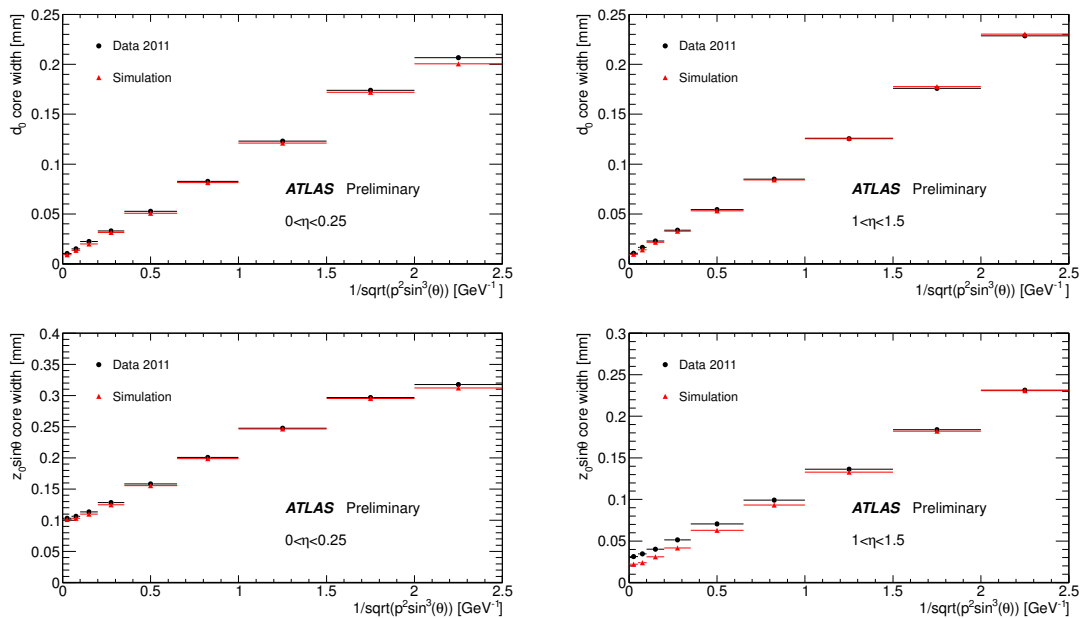 d₀ core width [mm]
0.25
0.2
0.15
0.1
0.05
0
Data 2011
Simulation
ATLAS Preliminary
0<η<0.25
0 0.5 1 1.5 2 2.5
1/sqrt(p²sin³(θ)) [GeV⁻¹]
d₀ core width [mm]
0.25
0.2
0.15
0.1
0.05
0
Data 2011
Simulation
ATLAS Preliminary
1<η<1.5
0 0.5 1 1.5 2 2.5
1/sqrt(p²sin³(θ)) [GeV⁻¹]
z₀sinθ core width [mm]
0.4
0.35
0.3
0.25
0.2
0.15
0.1
0.05
0
Data 2011
Simulation
ATLAS Preliminary
0<η<0.25
0 0.5 1 1.5 2 2.5
1/sqrt(p²sin³(θ)) [GeV⁻¹]
z₀sinθ core width [mm]
0.3
0.25
0.2
0.15
0.1
0.05
0
Data 2011
Simulation
ATLAS Preliminary
1<η<1.5
0 0.5 1 1.5 2 2.5
1/sqrt(p²sin³(θ)) [GeV⁻¹]